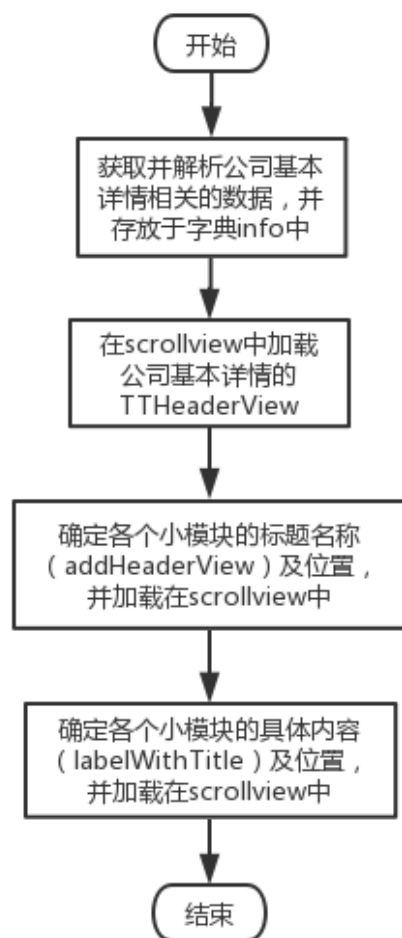 开始
获取并解析公司基本
详情相关的数据，并
存放于字典info中
在scrollview中加载
公司基本详情的
TTHeaderView
确定各个小模块的标题名称
（addHeaderView）及位置，
并加载在scrollview中
确定各个小模块的具体内容
（labelWithTitle）及位置，
并加载在scrollview中
结束